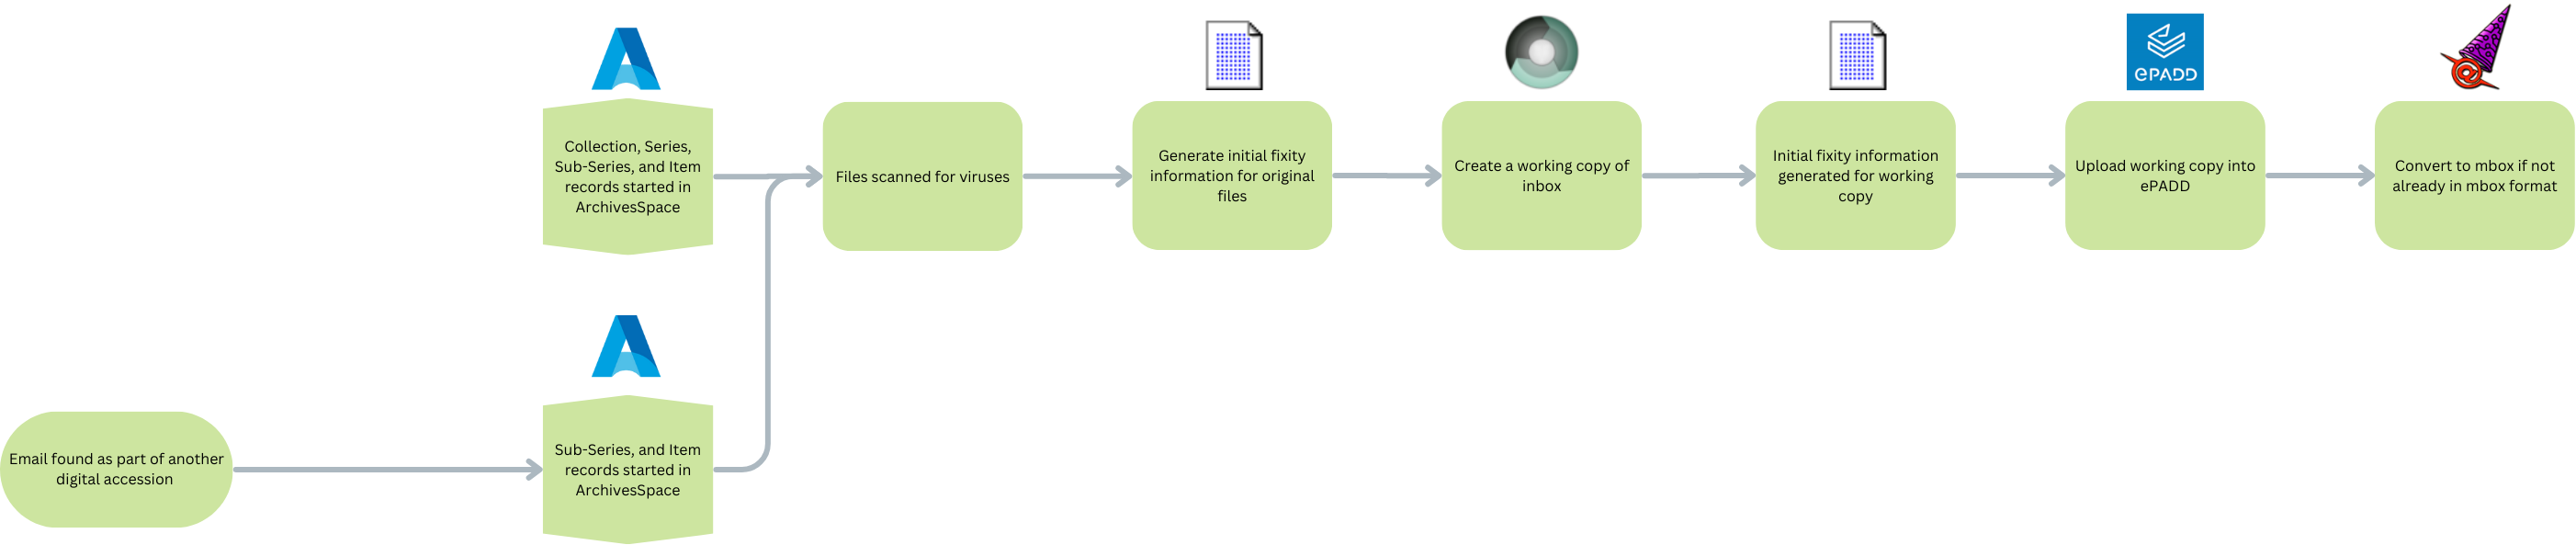 Collection, Series,
Sub-Series, and Item
records started in
ArchivesSpace
Files scanned for viruses
Generate initial fixity
information for original
files
Create a working copy of
inbox
Initial fixity information
generated for working
copy
ePADD
Upload working copy into
ePADD
Convert to mbox if not
already in mbox format
Email found as part of another
digital accession
Sub-Series, and Item
records started in
ArchivesSpace